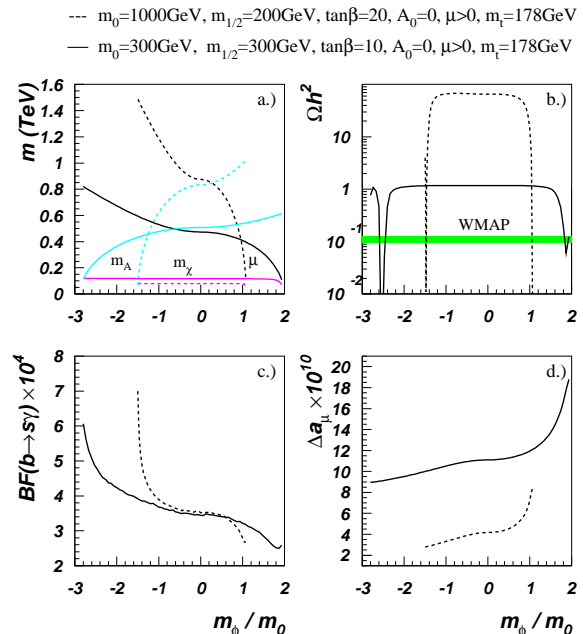 m₀=1000GeV, m₁/₂=200GeV, tanβ=20, A₀=0, μ>0, mₜ=178GeV
m₀=300GeV, m₁/₂=300GeV, tanβ=10, A₀=0, μ>0, mₜ=178GeV
m (TeV)
1.6
1.4
1.2
1
0.8
0.6
0.4
0.2
0
a.)
m_A
m_χ
μ
-3 -2 -1 0 1 2
Ωh²
10
1
10⁻¹
10⁻²
b.)
WMAP
-3 -2 -1 0 1 2
BF(b→sγ)×10⁴
8
7
6
5
4
3
2
c.)
-3 -2 -1 0 1 2
m_ϕ / m₀
Δa_μ ×10¹⁰
20
18
16
14
12
10
8
6
4
2
d.)
-3 -2 -1 0 1 2
m_ϕ / m₀